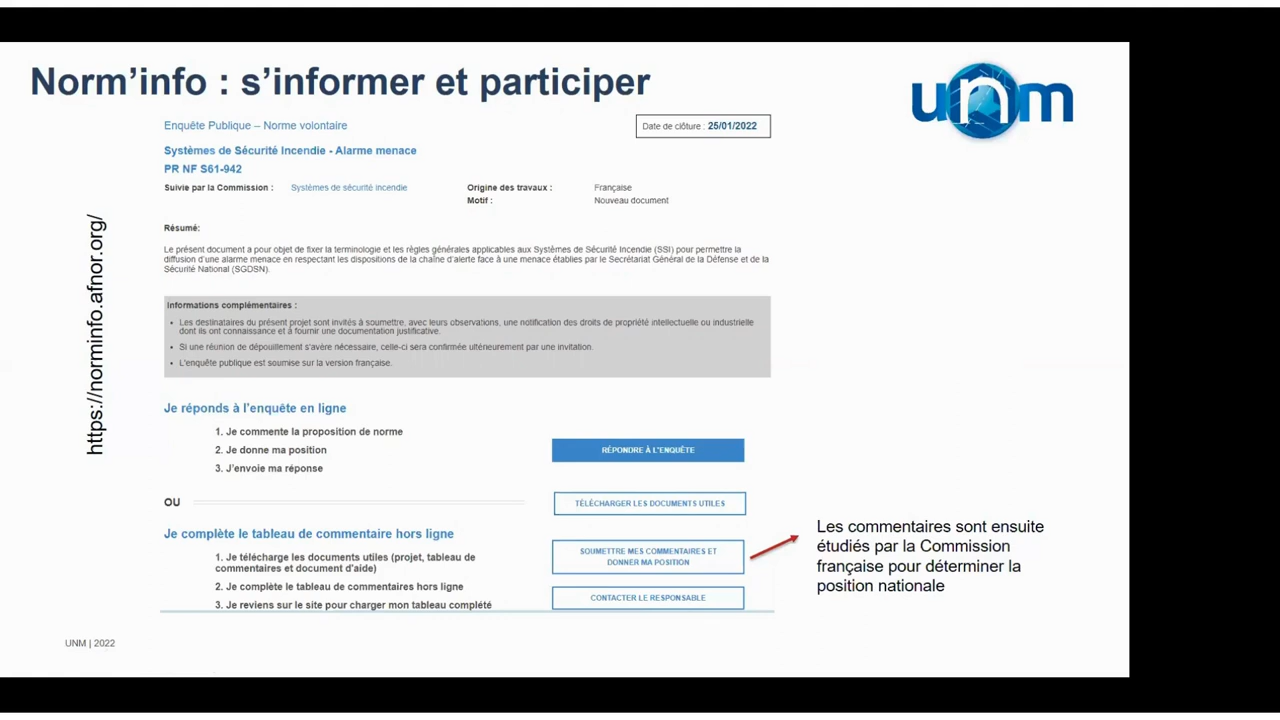 Norm'info : s'informer et participer
unm
Enquête Publique – Norme volontaire
Date de clôture : 25/01/2022
Systèmes de Sécurité Incendie - Alarme menace
PR NF S61-942
Suivie par la Commission : Systèmes de sécurité incendie
Origine des travaux : Française
Motif : Nouveau document
https://norminfo.afnor.org/
Résumé:
Le présent document a pour objet de fixer la terminologie et les règles générales applicables aux Systèmes de Sécurité Incendie (SSI) pour permettre la
diffusion d'une alarme menace en respectant les dispositions de la chaîne d'alerte face à une menace établies par le Secrétariat Général de la Défense et de la
Sécurité National (SGDSN).
Informations complémentaires :
• Les destinataires du présent projet sont invités à soumettre, avec leurs observations, une notification des droits de propriété intellectuelle ou industrielle
dont ils ont connaissance et à fournir une documentation justificative.
• Si une réunion de dépouillement s'avère nécessaire, celle-ci sera confirmée ultérieurement par une invitation.
• L'enquête publique est soumise sur la version française.
Je réponds à l'enquête en ligne
1. Je commente la proposition de norme
2. Je donne ma position
3. J'envoie ma réponse
RÉPONDRE À L'ENQUÊTE
OU
TÉLÉCHARGER LES DOCUMENTS UTILES
Je complète le tableau de commentaire hors ligne
1. Je télécharge les documents utiles (projet, tableau de
commentaires et document d'aide)
2. Je complète le tableau de commentaires hors ligne
3. Je reviens sur le site pour charger mon tableau complété
SOUMETTRE MES COMMENTAIRES ET
DONNER MA POSITION
CONTACTER LE RESPONSABLE
Les commentaires sont ensuite
étudiés par la Commission
française pour déterminer la
position nationale
UNM | 2022